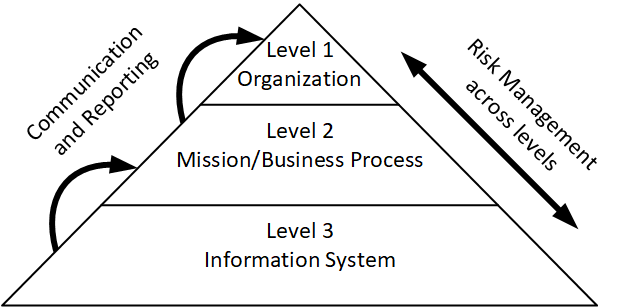 Communication
and Reporting
Level 1
Organization
Level 2
Mission/Business Process
Level 3
Information System
Risk Management
across levels